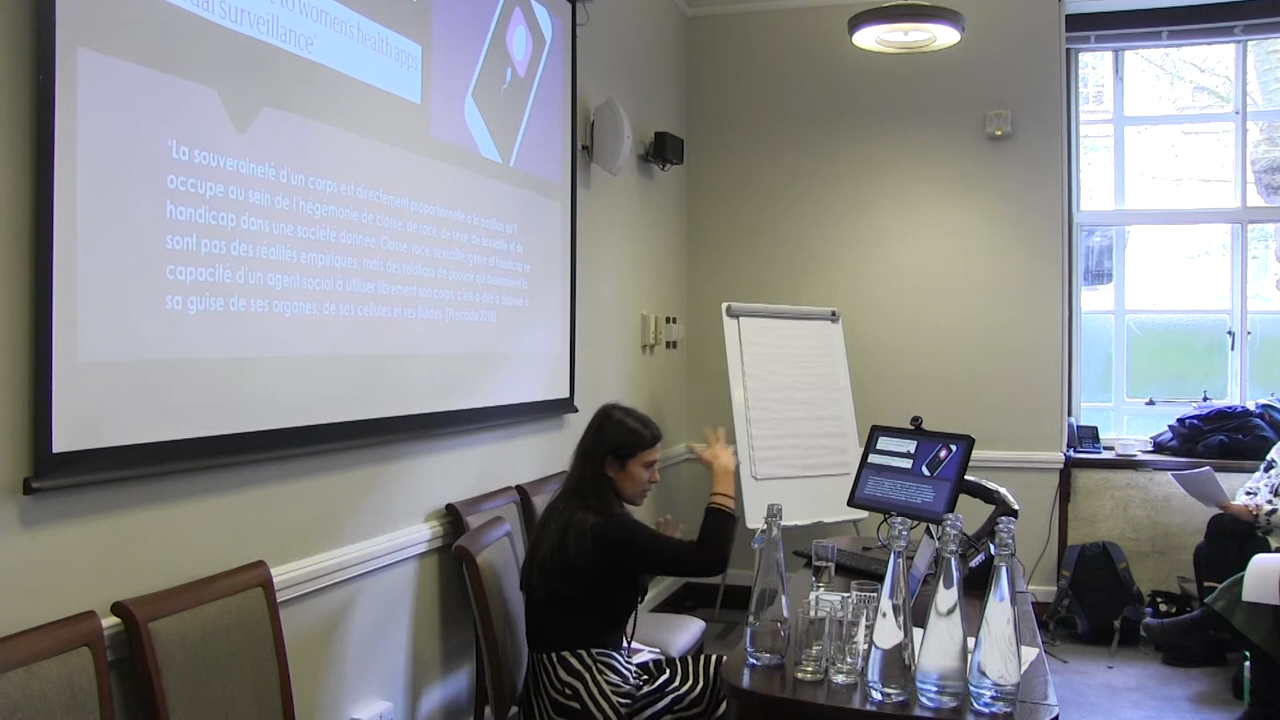 to women's health apps
surveillance'
'La souveraineté d'un corps est directement proportionnelle à la position qu'il
occupe au sein de l'hégémonie de classe, de race, de sexe, de sexualité et de
handicap dans une société donnée. Classe, race, sexualité, genre et handicap ne
sont pas des réalités empiriques, mais des relations de pouvoir qui déterminent la
capacité d'un agent social à utiliser librement son corps, c'est-à-dire à disposer à
sa guise de ses organes, de ses cellules et ses fluides' (Preciado 2018)